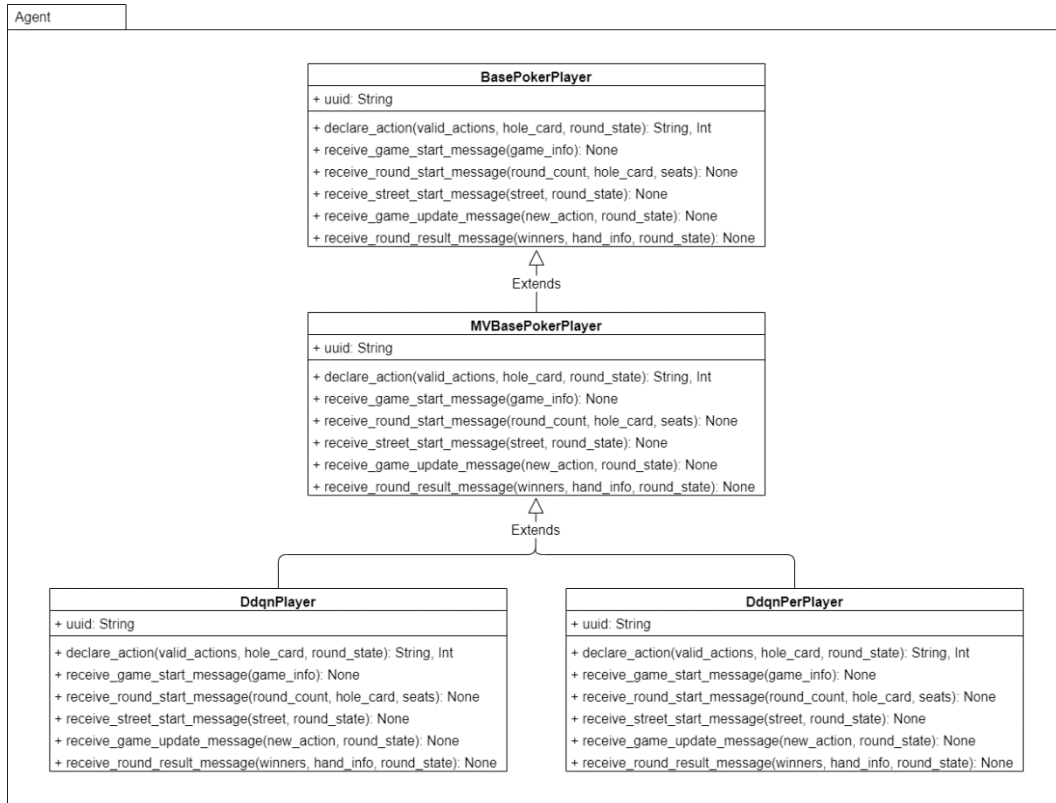 Agent
BasePokerPlayer
+ uuid: String
+ declare_action(valid_actions, hole_card, round_state): String, Int
+ receive_game_start_message(game_info): None
+ receive_round_start_message(round_count, hole_card, seats): None
+ receive_street_start_message(street, round_state): None
+ receive_game_update_message(new_action, round_state): None
+ receive_round_result_message(winners, hand_info, round_state): None
Extends
MVBasePokerPlayer
+ uuid: String
+ declare_action(valid_actions, hole_card, round_state): String, Int
+ receive_game_start_message(game_info): None
+ receive_round_start_message(round_count, hole_card, seats): None
+ receive_street_start_message(street, round_state): None
+ receive_game_update_message(new_action, round_state): None
+ receive_round_result_message(winners, hand_info, round_state): None
Extends
DdqnPlayer
+ uuid: String
+ declare_action(valid_actions, hole_card, round_state): String, Int
+ receive_game_start_message(game_info): None
+ receive_round_start_message(round_count, hole_card, seats): None
+ receive_street_start_message(street, round_state): None
+ receive_game_update_message(new_action, round_state): None
+ receive_round_result_message(winners, hand_info, round_state): None
DdqnPerPlayer
+ uuid: String
+ declare_action(valid_actions, hole_card, round_state): String, Int
+ receive_game_start_message(game_info): None
+ receive_round_start_message(round_count, hole_card, seats): None
+ receive_street_start_message(street, round_state): None
+ receive_game_update_message(new_action, round_state): None
+ receive_round_result_message(winners, hand_info, round_state): None